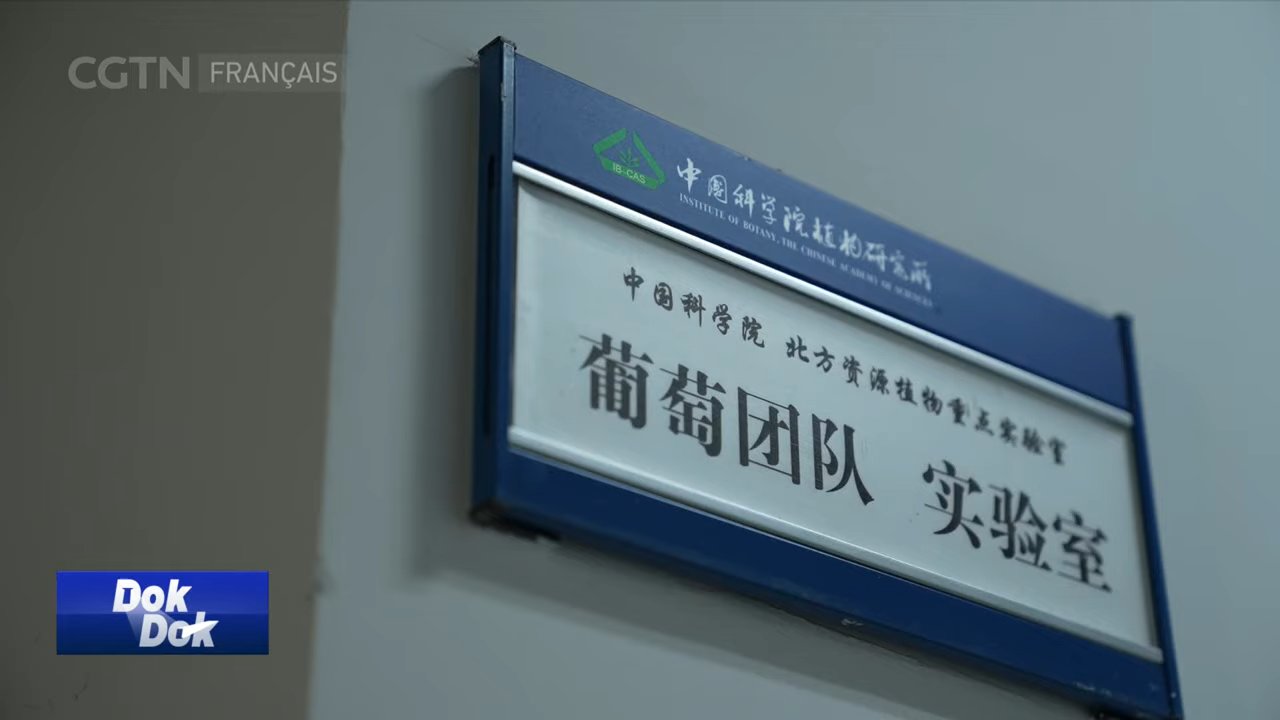 CGTN FRANÇAIS
IB-CAS
中国科学院植物研究所
INSTITUTE OF BOTANY, THE CHINESE ACADEMY OF SCIENCES
中国科学院 北方资源植物重点实验室
葡萄团队 实验室
Dok
Dok